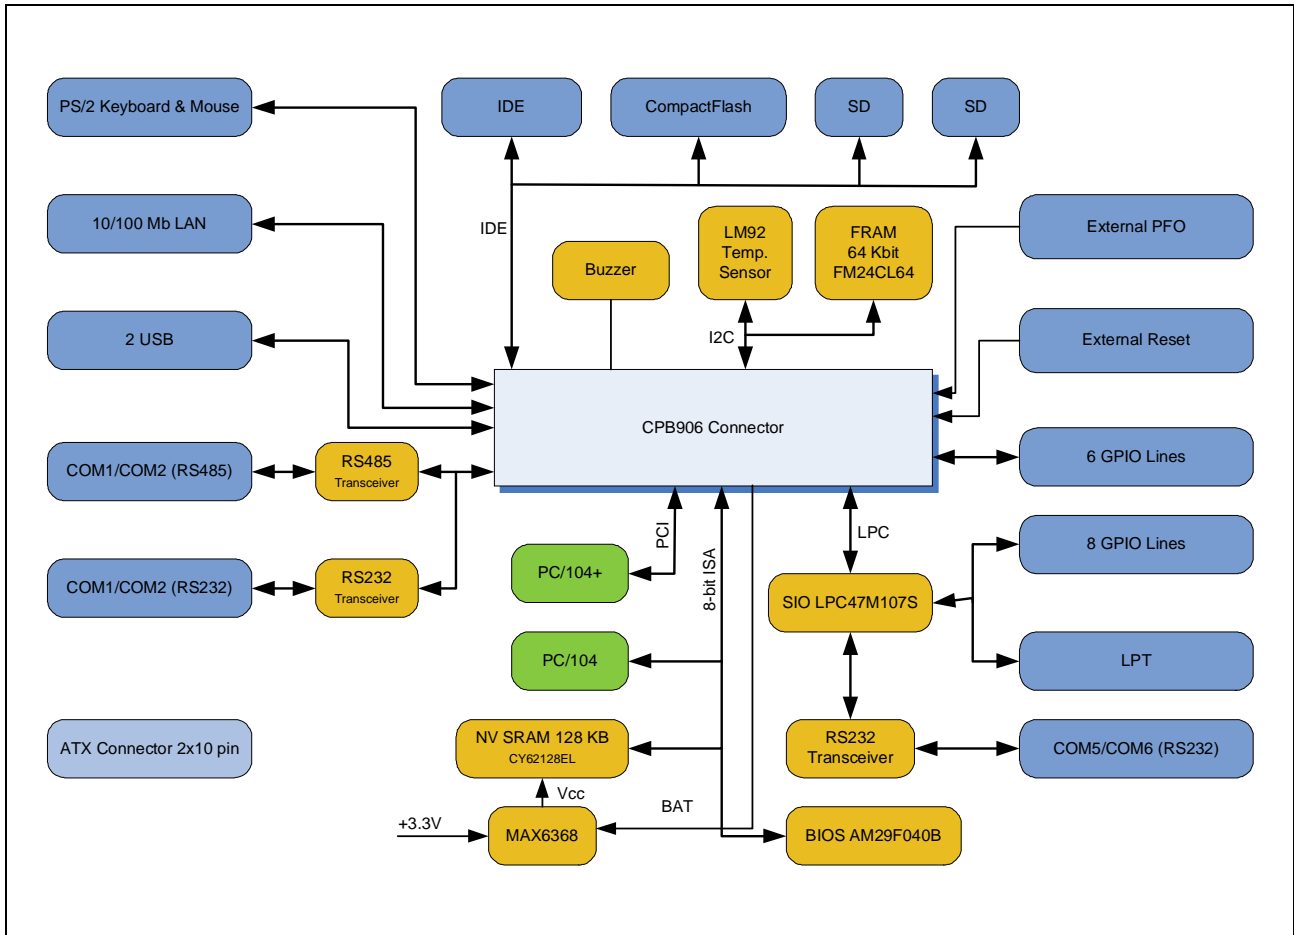 PS/2 Keyboard & Mouse
IDE
CompactFlash
SD
SD
10/100 Mb LAN
IDE
Buzzer
LM92
Temp.
Sensor
FRAM
64 Kbit
FM24CL64
External PFO
2 USB
I2C
External Reset
CPB906 Connector
COM1/COM2 (RS485)
RS485
Transceiver
6 GPIO Lines
PCI
8-bit ISA
LPC
8 GPIO Lines
COM1/COM2 (RS232)
RS232
Transceiver
PC/104+
SIO LPC47M107S
PC/104
LPT
ATX Connector 2x10 pin
NV SRAM 128 KB
CY62128EL
RS232
Transceiver
COM5/COM6 (RS232)
Vcc
BAT
+3.3V
MAX6368
BIOS AM29F040B